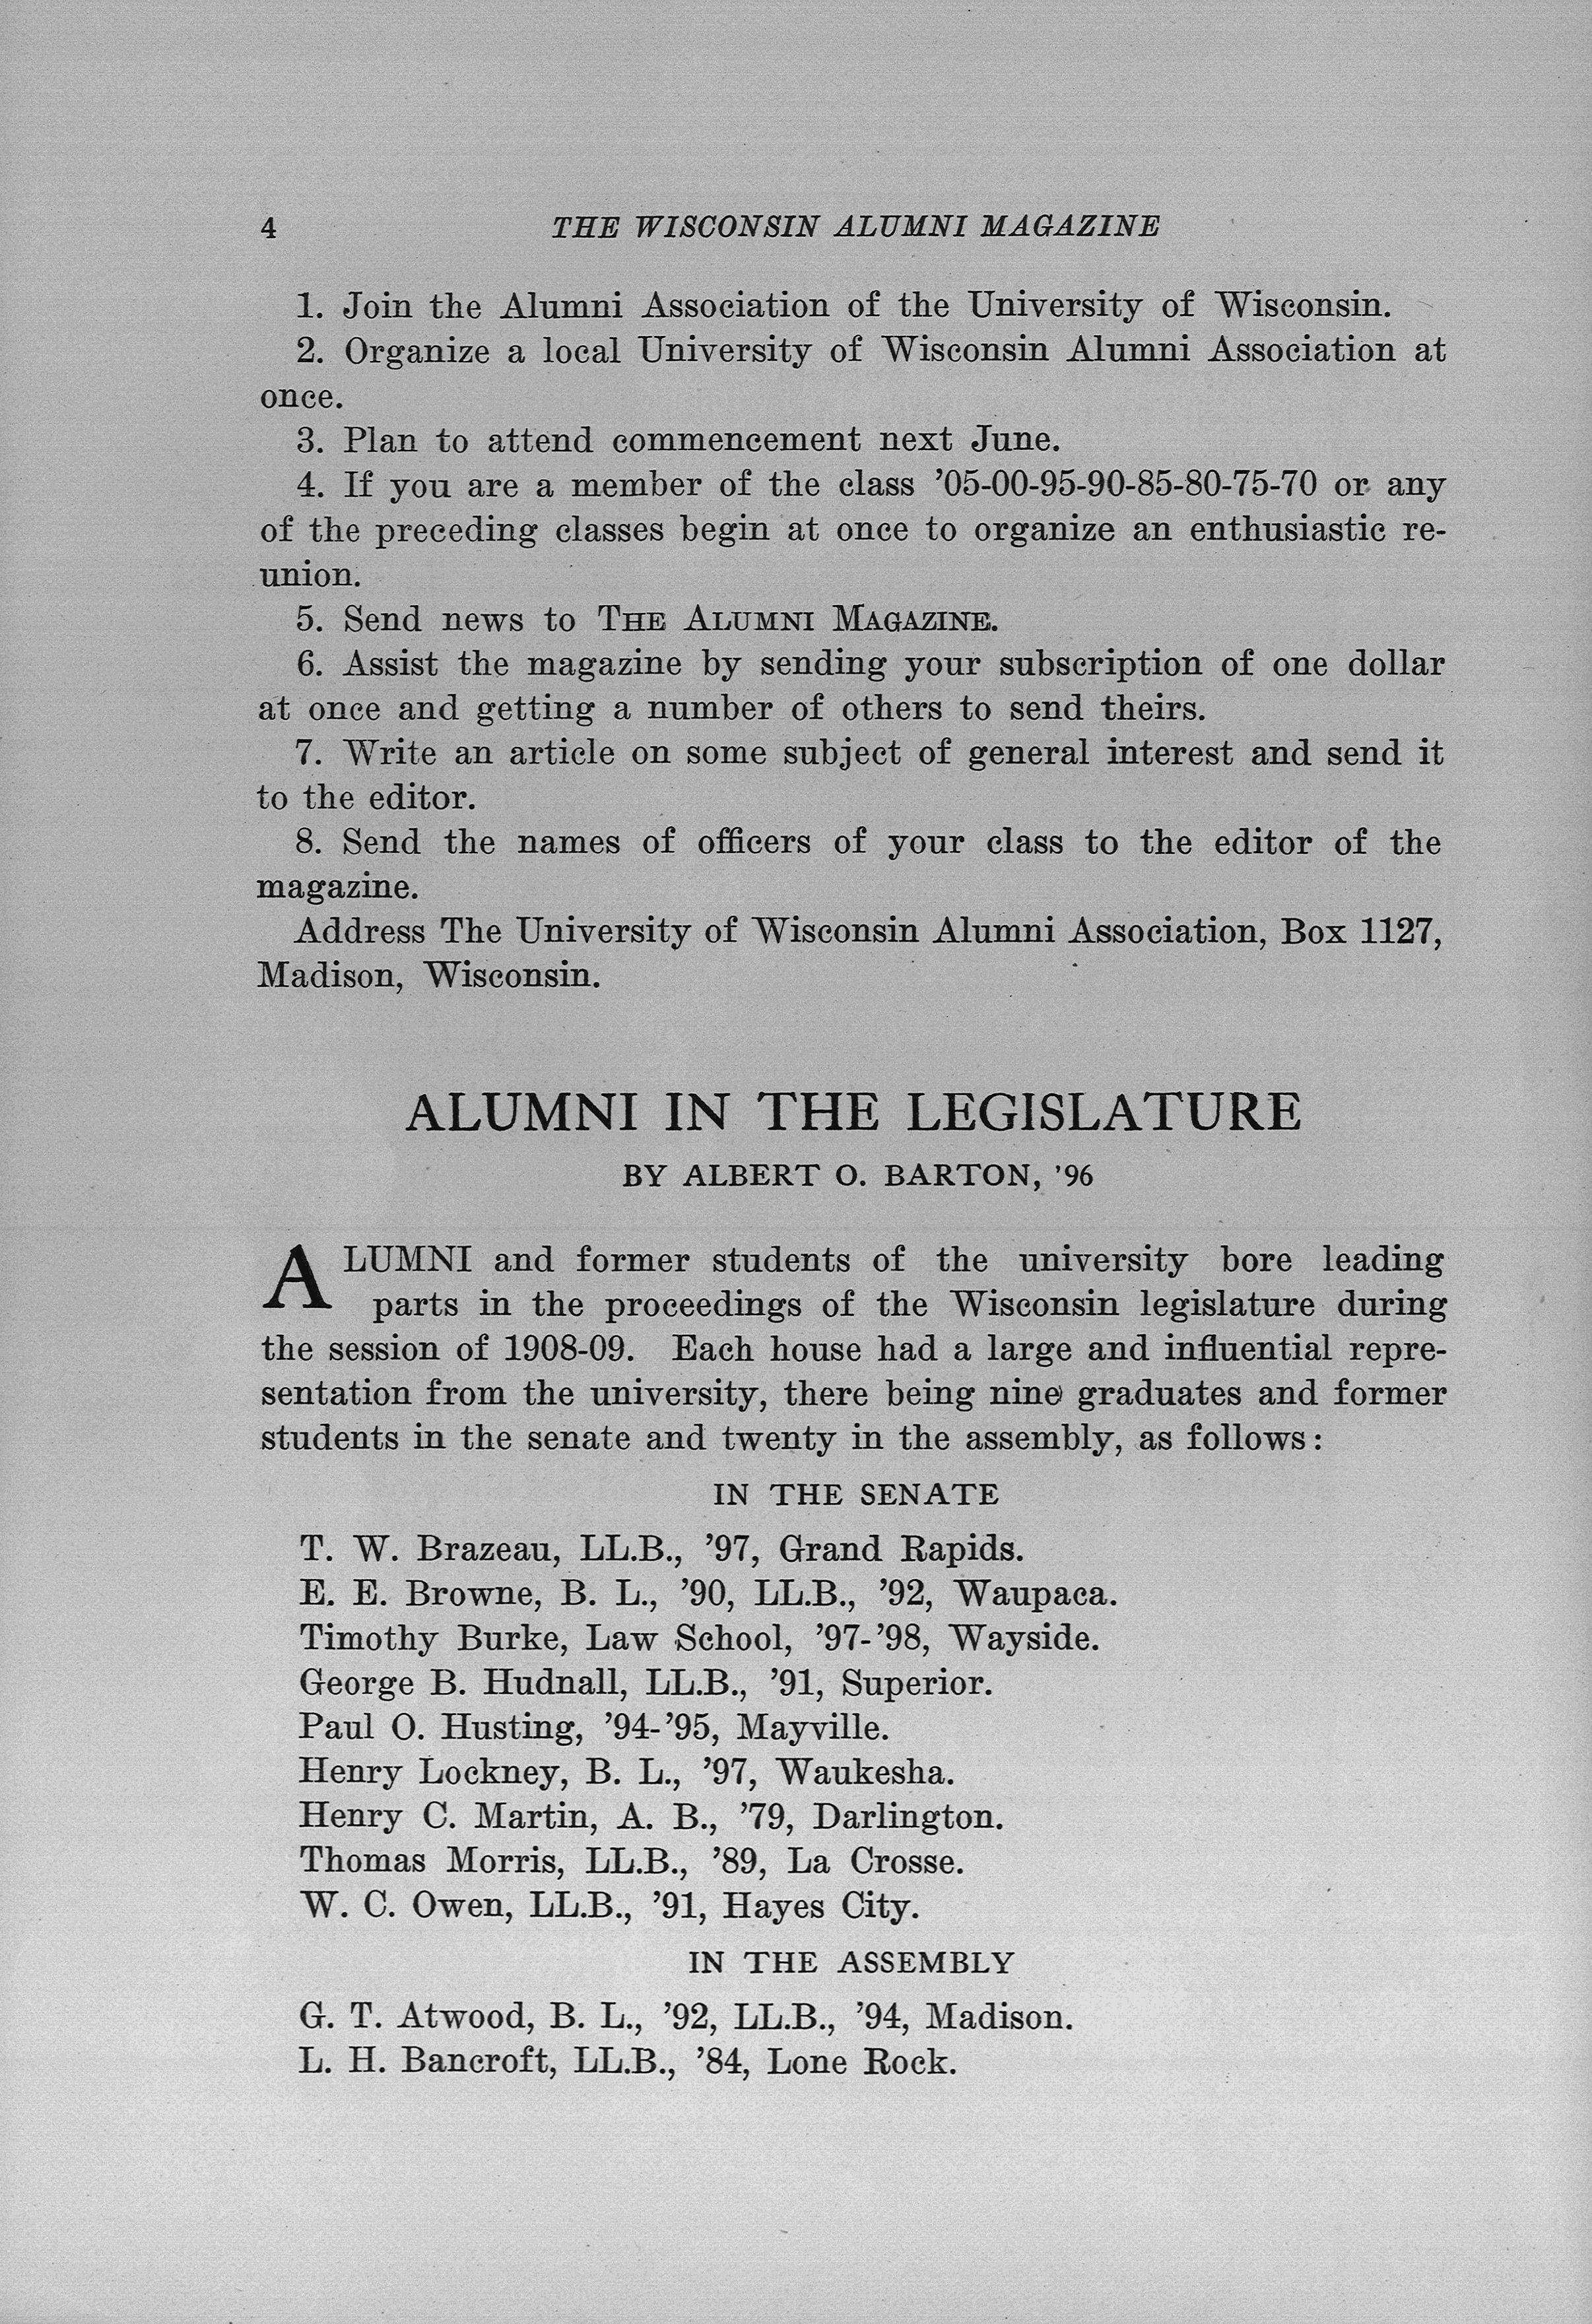 4 THE WISCONSIN ALUMNI MAGAZINE
1. Join the Alumni Association of the University of Wisconsin.
2. Organize a local University of Wisconsin Alumni Association at
once.
3. Plan to attend commencement next June.
4. If you are a member of the class ’05-00-95-90-85-80-75-70 or any
of the preceding classes begin at once to organize an enthusiastic re-
union.
5. Send news to THE ALUMNI MAGAZINE.
6. Assist the magazine by sending your subscription of one dollar
at once and getting a number of others to send theirs.
7. Write an article on some subject of general interest and send it
to the editor.
8. Send the names of officers of your class to the editor of the
magazine.
Address The University of Wisconsin Alumni Association, Box 1127,
Madison, Wisconsin.
ALUMNI IN THE LEGISLATURE
BY ALBERT O. BARTON, ’96
ALUMNI and former students of the university bore leading
parts in the proceedings of the Wisconsin legislature during
the session of 1908-09. Each house had a large and influential repre-
sentation from the university, there being nine graduates and former
students in the senate and twenty in the assembly, as follows:
IN THE SENATE
T. W. Brazeau, LL.B., ’97, Grand Rapids.
E. E. Browne, B. L., ’90, LL.B., ’92, Waupaca.
Timothy Burke, Law School, ’97-’98, Wayside.
George B. Hudnall, LL.B., ’91, Superior.
Paul O. Husting, ’94-’95, Mayville.
Henry Lockney, B. L., ’97, Waukesha.
Henry C. Martin, A. B., ’79, Darlington.
Thomas Morris, LL.B., ’89, La Crosse.
W. C. Owen, LL.B., ’91, Hayes City.
IN THE ASSEMBLY
G. T. Atwood, B. L., ’92, LL.B., ’94, Madison.
L. H. Bancroft, LL.B., ’84, Lone Rock.